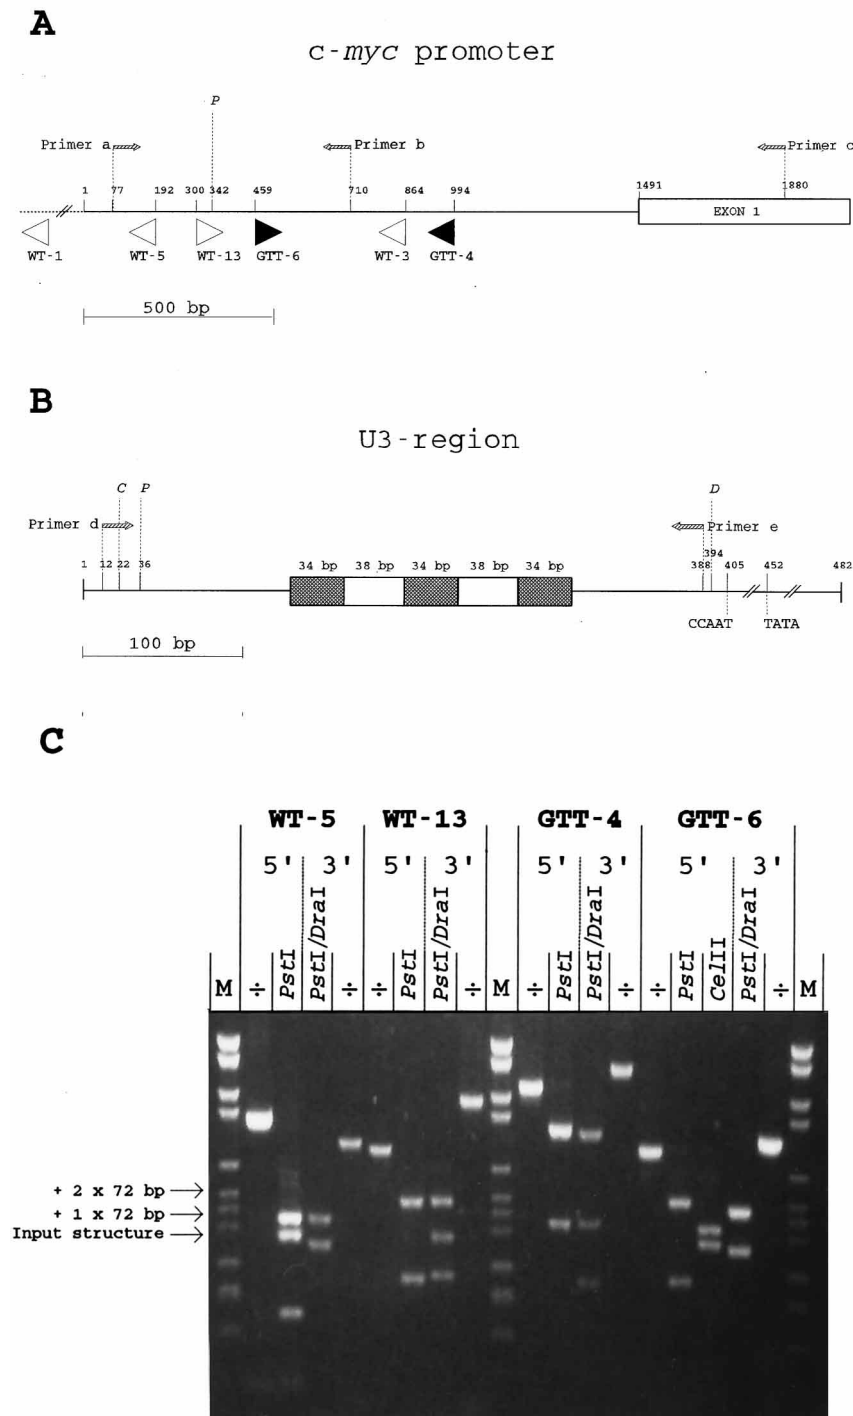 A
c-myc promoter
P
Primer a
Primer b
Primer c
1 77 192 300 342 459 710 864 994 1491 1880
EXON 1
WT-1 WT-5 WT-13 GTT-6 WT-3 GTT-4
500 bp
B
U3-region
C P D
Primer d
Primer e
1 12 22 36 34 bp 38 bp 34 bp 38 bp 34 bp 388 394 405 452 482
CCAAT TATA
100 bp
C
WT-5 WT-13 GTT-4 GTT-6
5' 3' 5' 3' 5' 3' 5' 3'
M ÷ PstI PstI/DraI ÷ ÷ PstI PstI/DraI ÷ M ÷ PstI PstI/DraI ÷ ÷ PstI CelII PstI/DraI ÷ M
+ 2 x 72 bp
+ 1 x 72 bp
Input structure